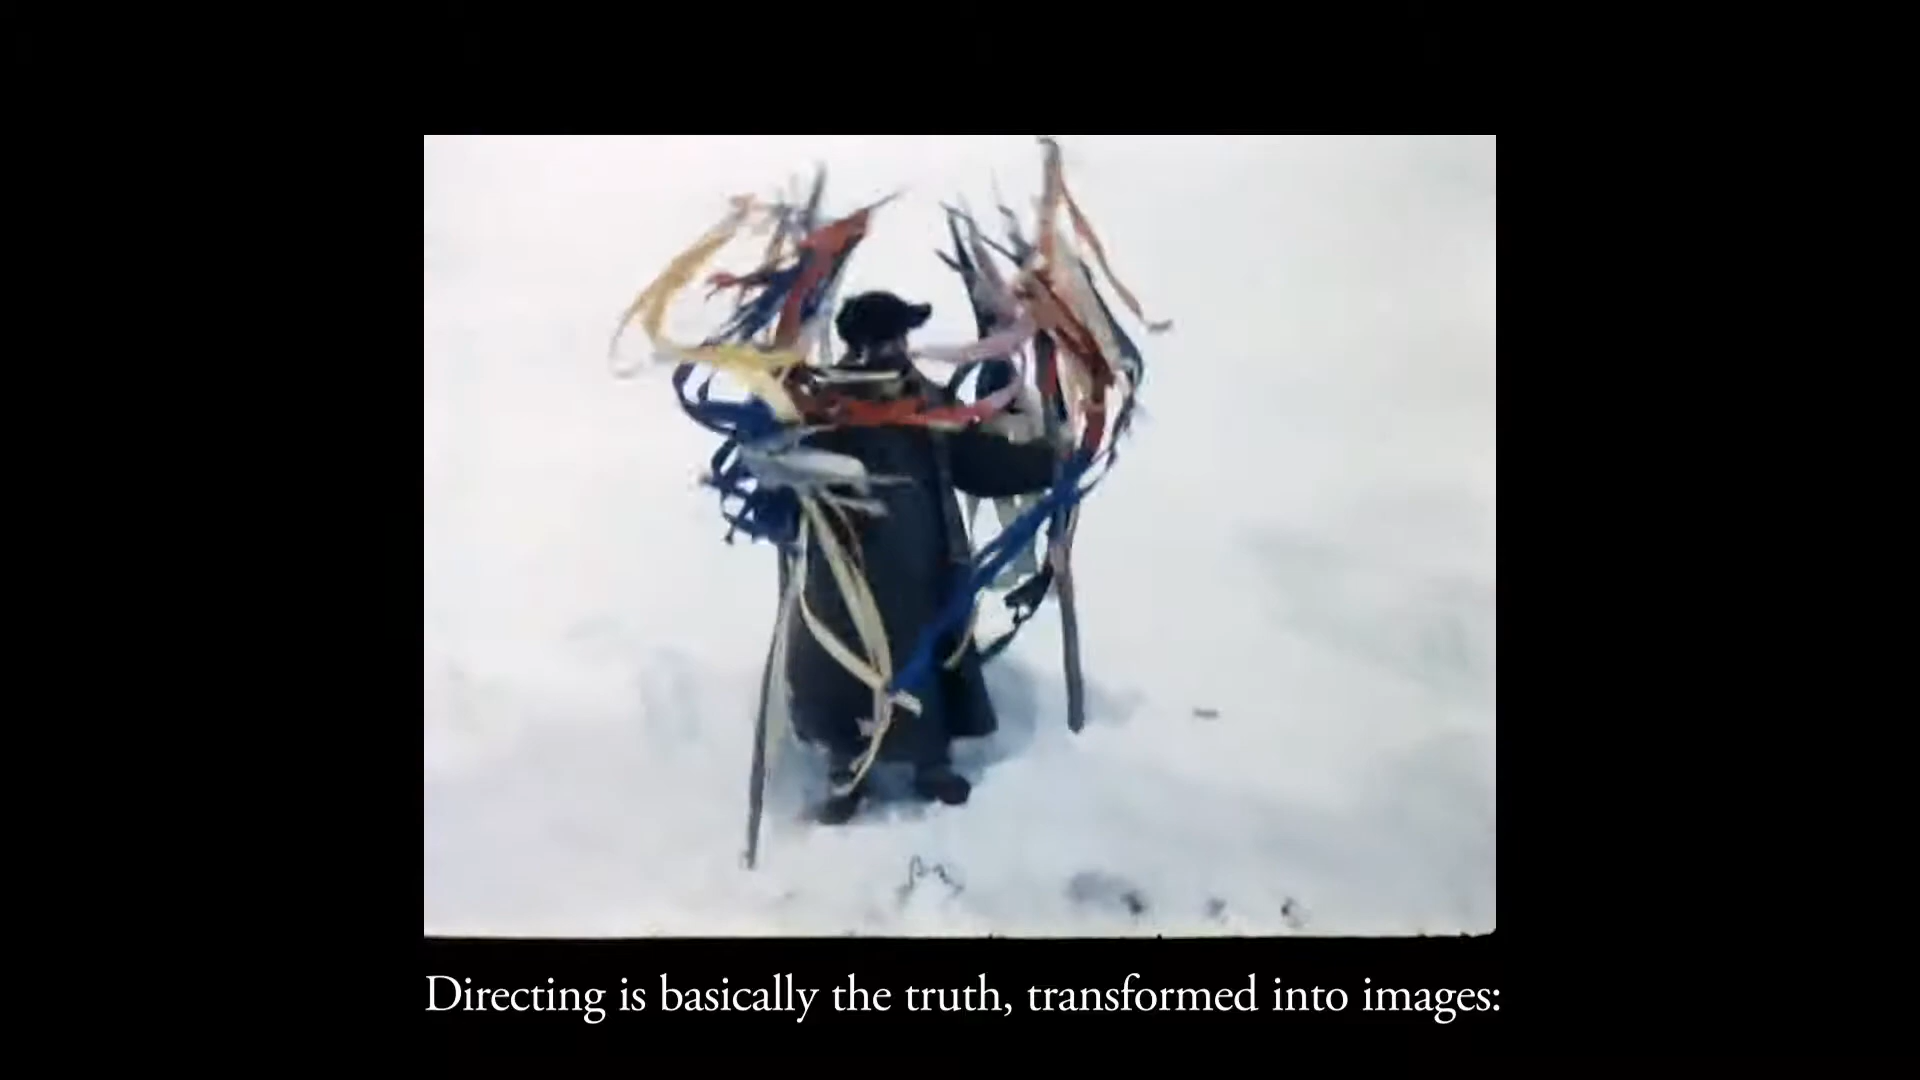 Directing is basically the truth, transformed into images: